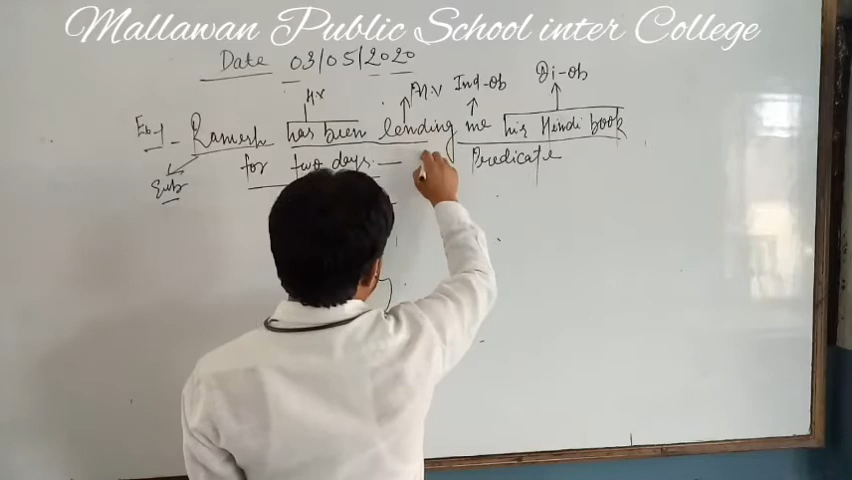 Mallawan Public School inter College
Date 03/05/2020
HV M.V Ind-ob Di-ob
Ex-1 - Ramesh has been lending me his Hindi book
for two days. Predicate
Sub